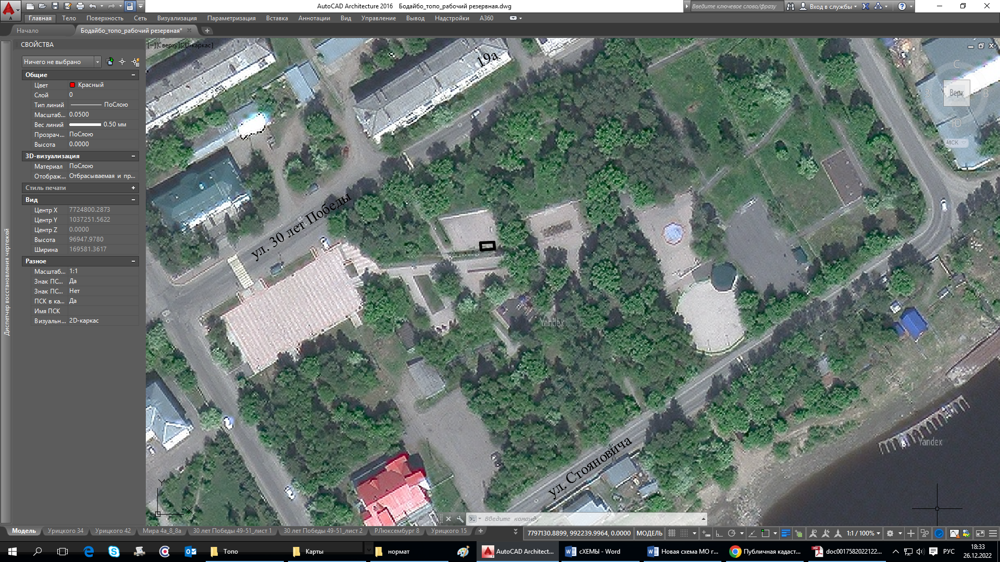 AutoCAD Architecture 2016 Бодайбо_топо_рабочий резервная.dwg
Введите ключевое слово/фразу
Вход в службы
Главная Тело Поверхность Сеть Визуализация Параметризация Вставка Аннотации Вид Управление Вывод Надстройки A360
Начало Бодайбо_топо_рабочий резервная*
СВОЙСТВА
[−][Сверху][2D-каркас]
Ничего не выбрано
Общие
Цвет Красный
Слой 0
Тип линий ПоСлою
Масштаб... 0.0500
Вес линий 0.50 мм
Прозрач... ПоСлою
Высота 0.0000
3D-визуализация
Материал ПоСлою
Отображ... Отбрасываемая и пр...
Стиль печати
Вид
Центр X 7724800.2873
Центр Y 1037251.5622
Центр Z 0.0000
Высота 96947.9780
Ширина 169581.3617
Разное
Масштаб... 1:1
Знак ПС... Да
Знак ПС... Нет
ПСК в ка... Да
Имя ПСК
Визуальн... 2D-каркас
Диспетчер восстановления чертежей
19а
ул. 30 лет Победы
ул. Стояновича
Yandex
Yandex
С
З Верх В
Ю
МСК
Y
X
Введите команду
Модель Урицкого 34 Урицкого 42 Мира 4а_8_8а 30 лет Победы 49-51_лист 1 30 лет Победы 49-51_лист 2 РЛюксембург 8 Урицкого 15
7797130.8899, 992239.9964, 0.0000 МОДЕЛЬ 1:1 / 100%
Топо Карты нормат AutoCAD Architect... сХЕМЫ - Word Новая схема МО г... Публичная кадаст... doc0017582022122... РУС
18:33
26.12.2022